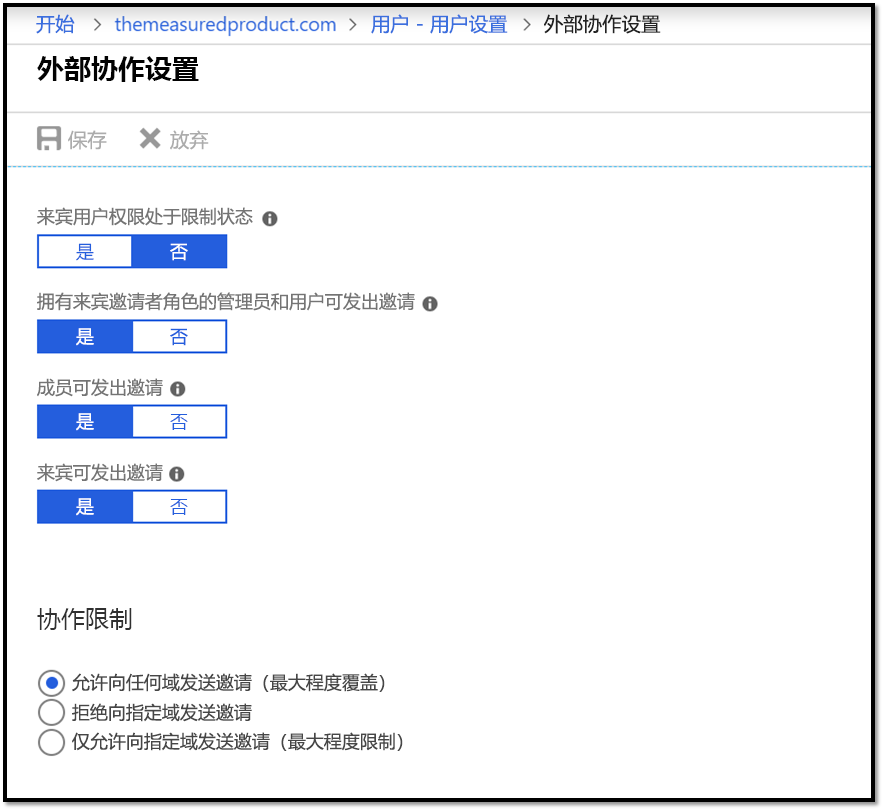 开始 > themeasuredproduct.com > 用户 - 用户设置 > 外部协作设置
外部协作设置
保存 放弃
来宾用户权限处于限制状态
是 否
拥有来宾邀请者角色的管理员和用户可发出邀请
是 否
成员可发出邀请
是 否
来宾可发出邀请
是 否
协作限制
允许向任何域发送邀请（最大程度覆盖）
拒绝向指定域发送邀请
仅允许向指定域发送邀请（最大程度限制）